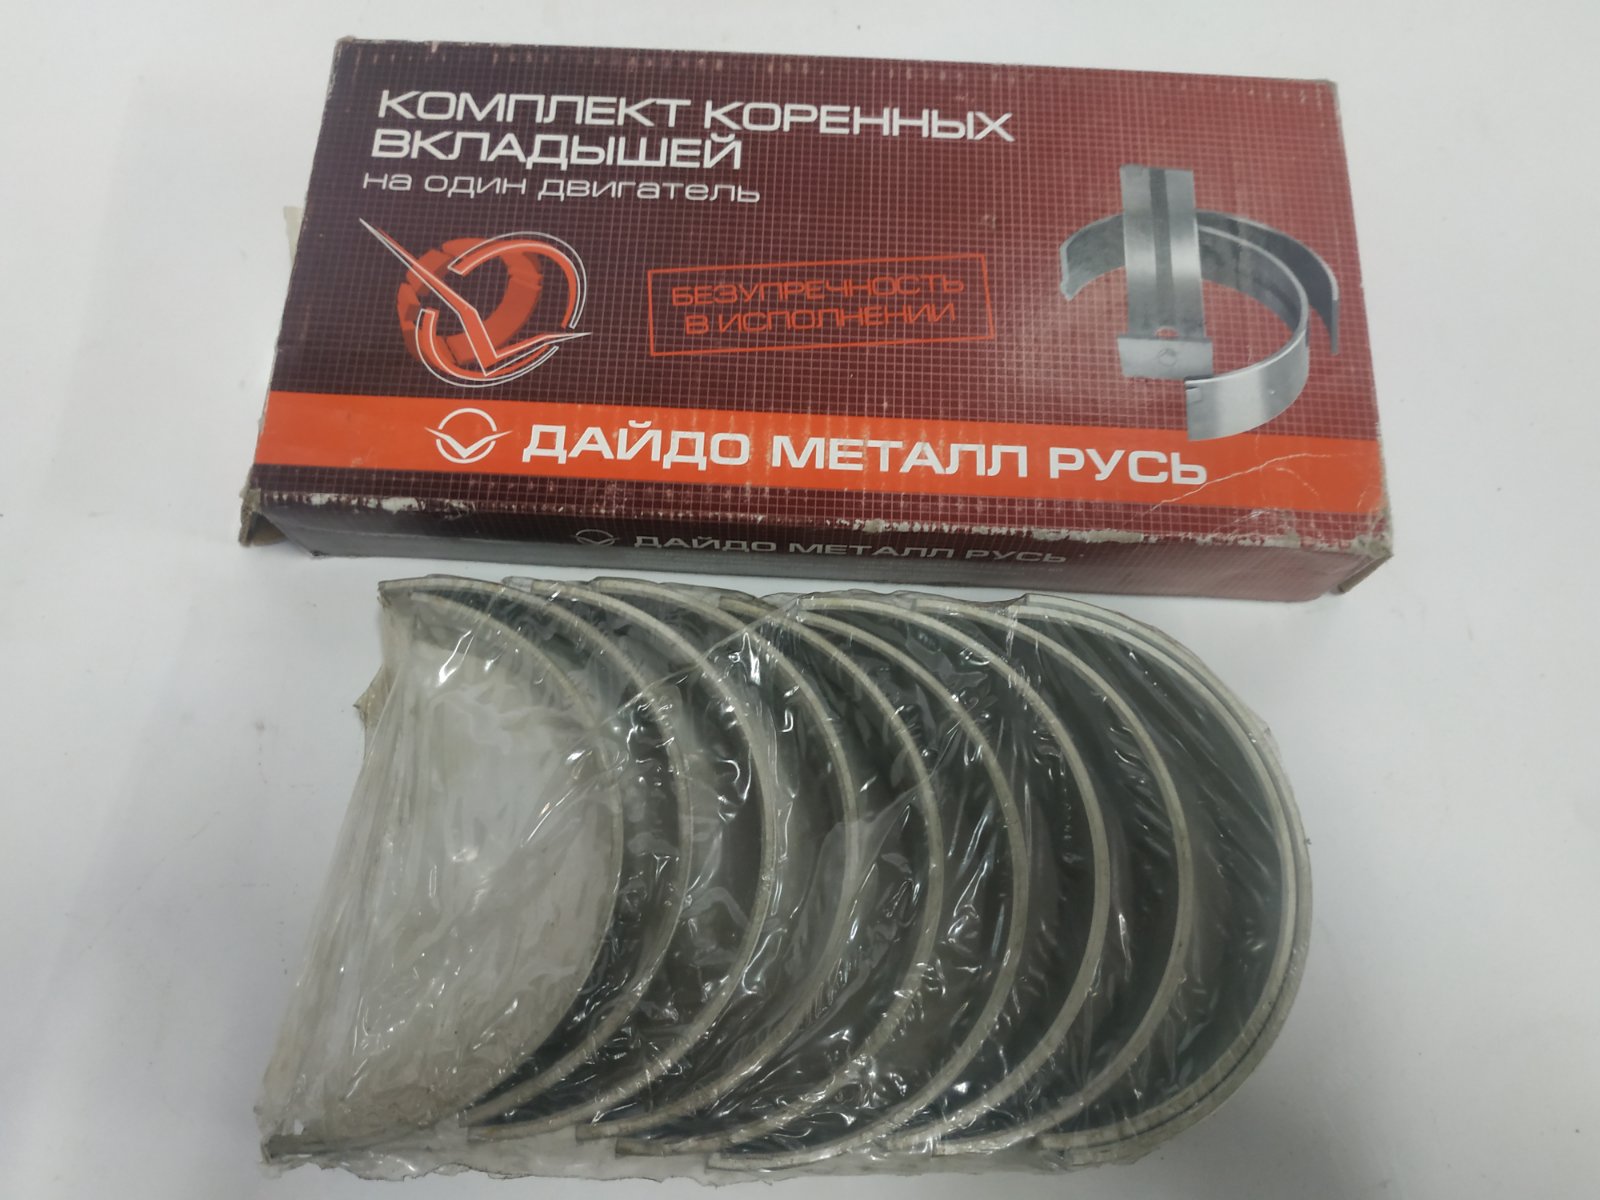 КОМПЛЕКТ КОРЕННЫХ
ВКЛАДЫШЕЙ
на один двигатель
БЕЗУПРЕЧНОСТЬ
В ИСПОЛНЕНИИ
ДАЙДО МЕТАЛЛ РУСЬ
ДАЙДО МЕТАЛЛ РУСЬ